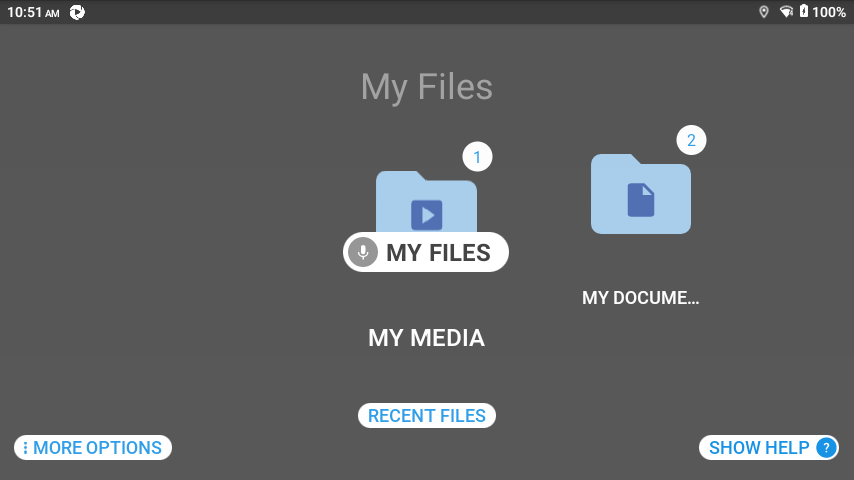 10:51 AM
100%
My Files
1
2
MY FILES
MY DOCUME...
MY MEDIA
RECENT FILES
MORE OPTIONS
SHOW HELP ?